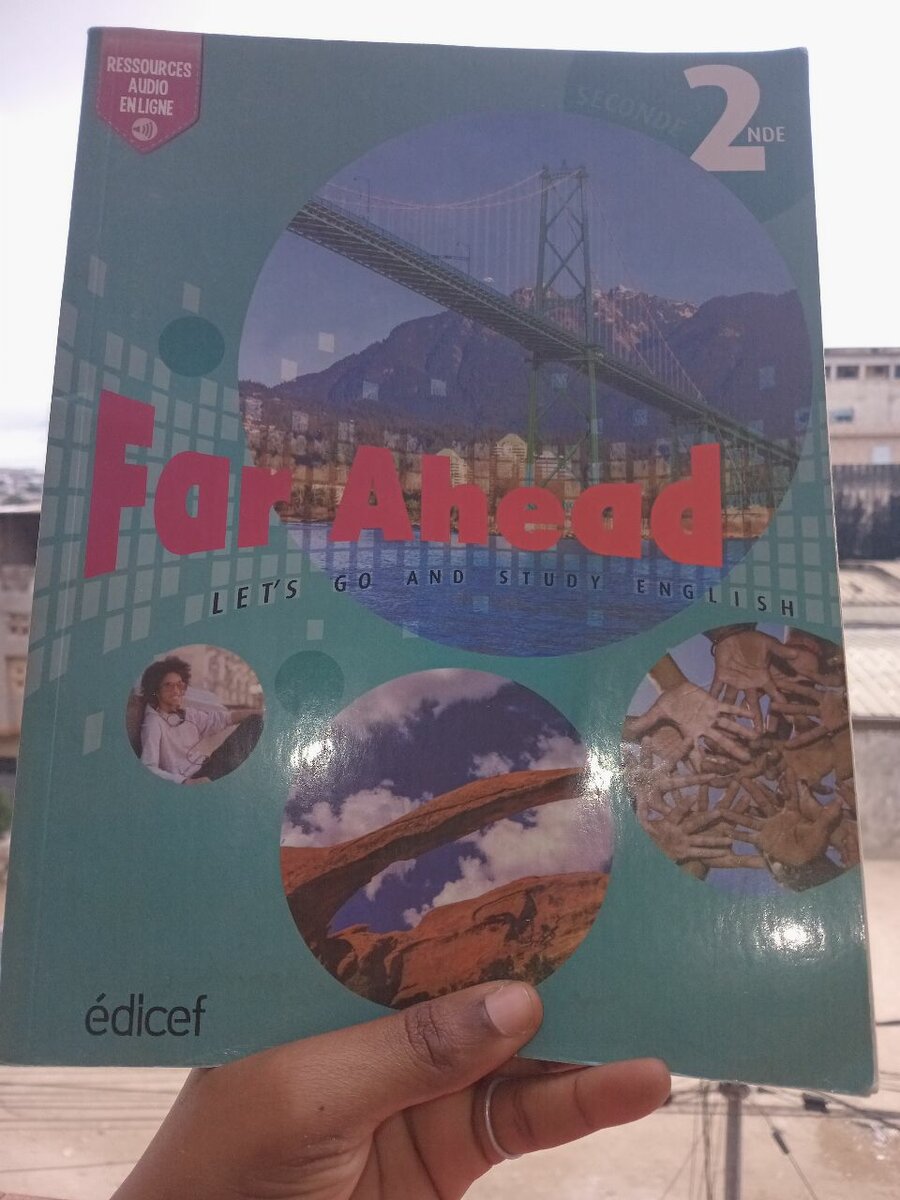 RESSOURCES
AUDIO
EN LIGNE
SECONDE
2NDE
Far Ahead
LET'S GO AND STUDY ENGLISH
édicef